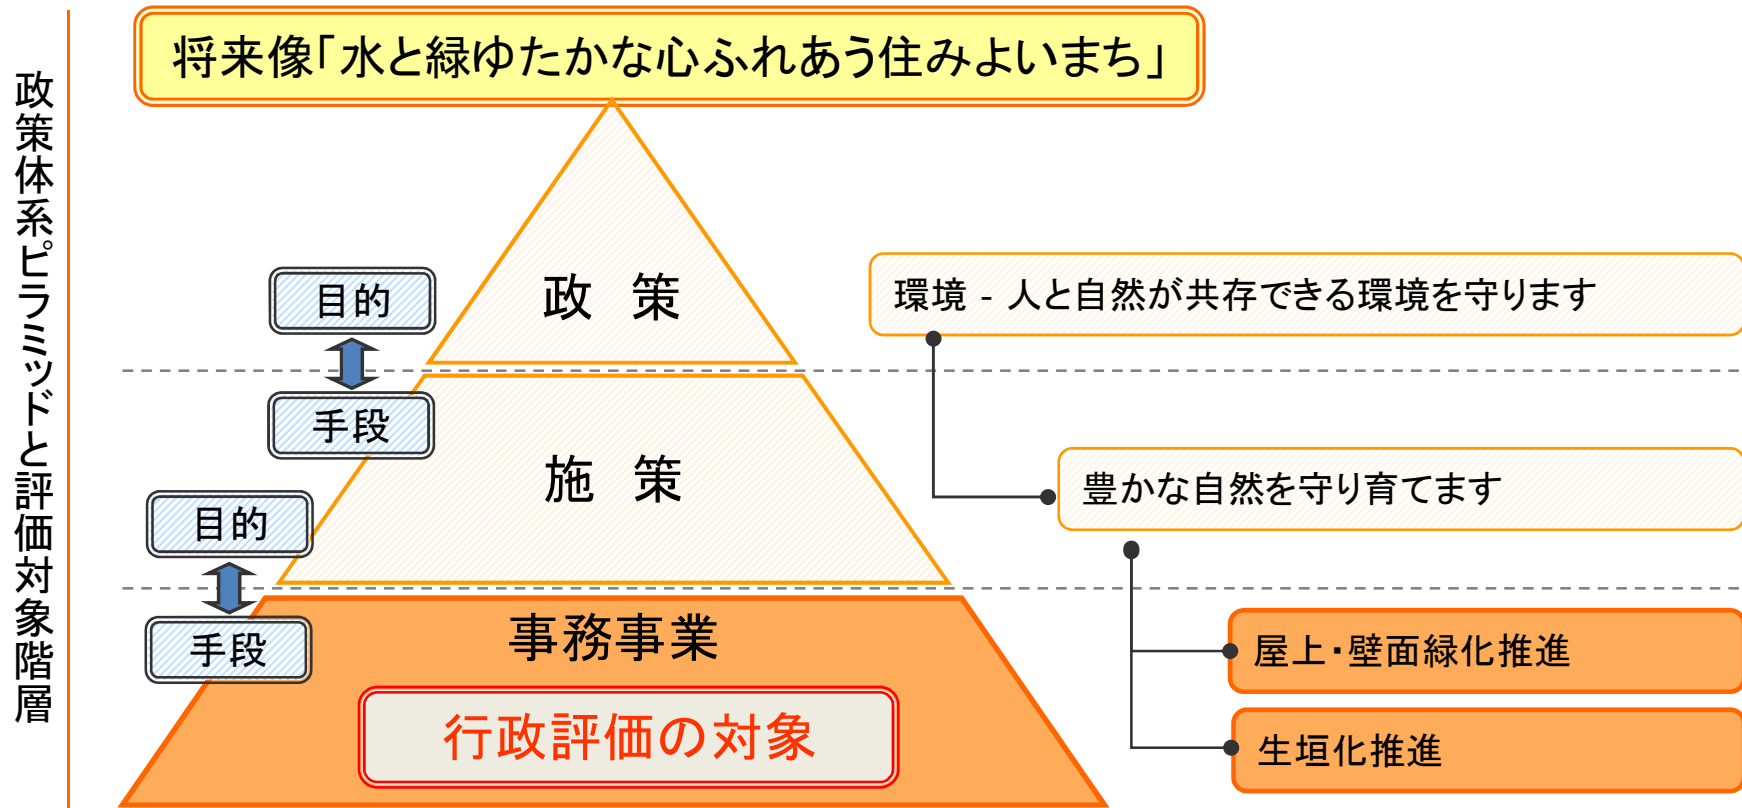 政策体系ピラミッドと評価対象階層
将来像「水と緑ゆたかな心ふれあう住みよいまち」
目的
政 策
環境 - 人と自然が共存できる環境を守ります
手段
施 策
豊かな自然を守り育てます
目的
手段
事務事業
屋上・壁面緑化推進
行政評価の対象
生垣化推進